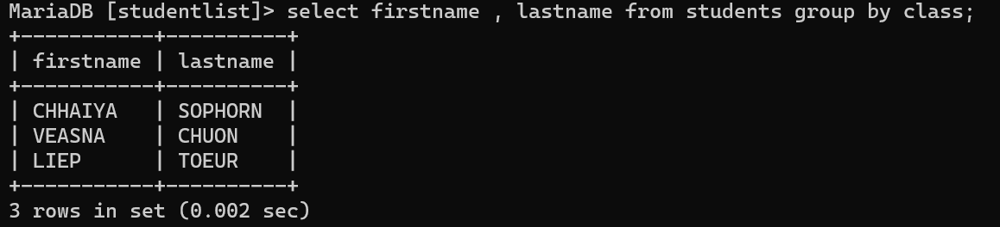 MariaDB [studentlist]> select firstname , lastname from students group by class;
+-----------+----------+
| firstname | lastname |
+-----------+----------+
| CHHAIYA   | SOPHORN  |
| VEASNA    | CHUON    |
| LIEP      | TOEUR    |
+-----------+----------+
3 rows in set (0.002 sec)